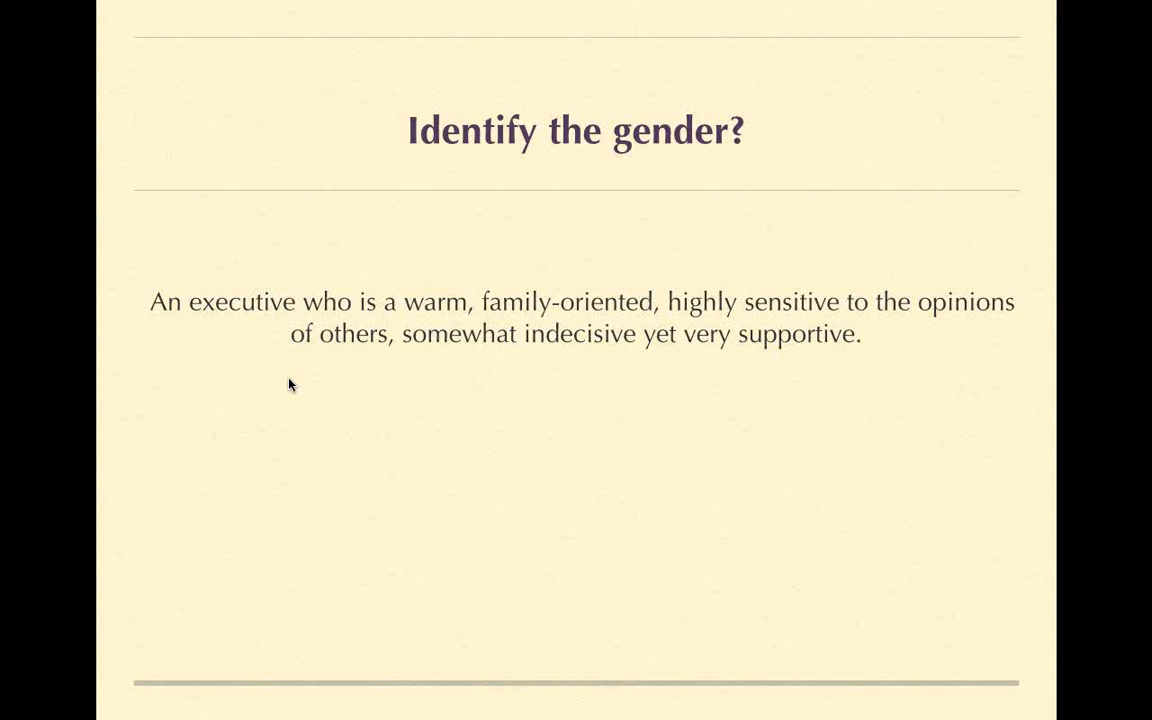 Identify the gender?
An executive who is a warm, family-oriented, highly sensitive to the opinions
of others, somewhat indecisive yet very supportive.